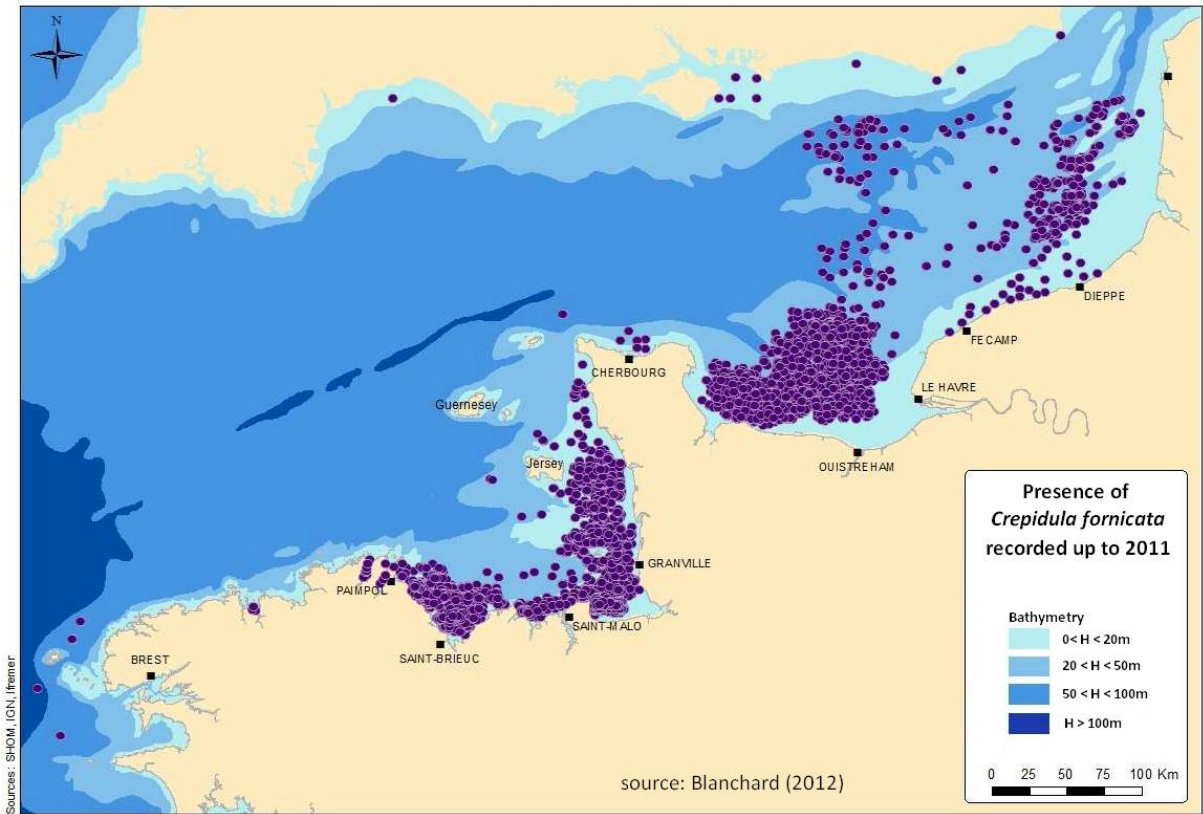 N
DIEPPE
FE CAMP
CHERBOURG
LE HAVRE
Guernesey
OUISTREHAM
Jersey
GRANVILLE
PAIMPOL
SAINT-MALO
SAINT-BRIEUC
BREST
Presence of
Crepidula fornicata
recorded up to 2011
Bathymetry
0< H < 20m
20 < H < 50m
50 < H < 100m
H > 100m
0 25 50 75 100 Km
source: Blanchard (2012)
Sources: SHOM, IGN, Ifremer